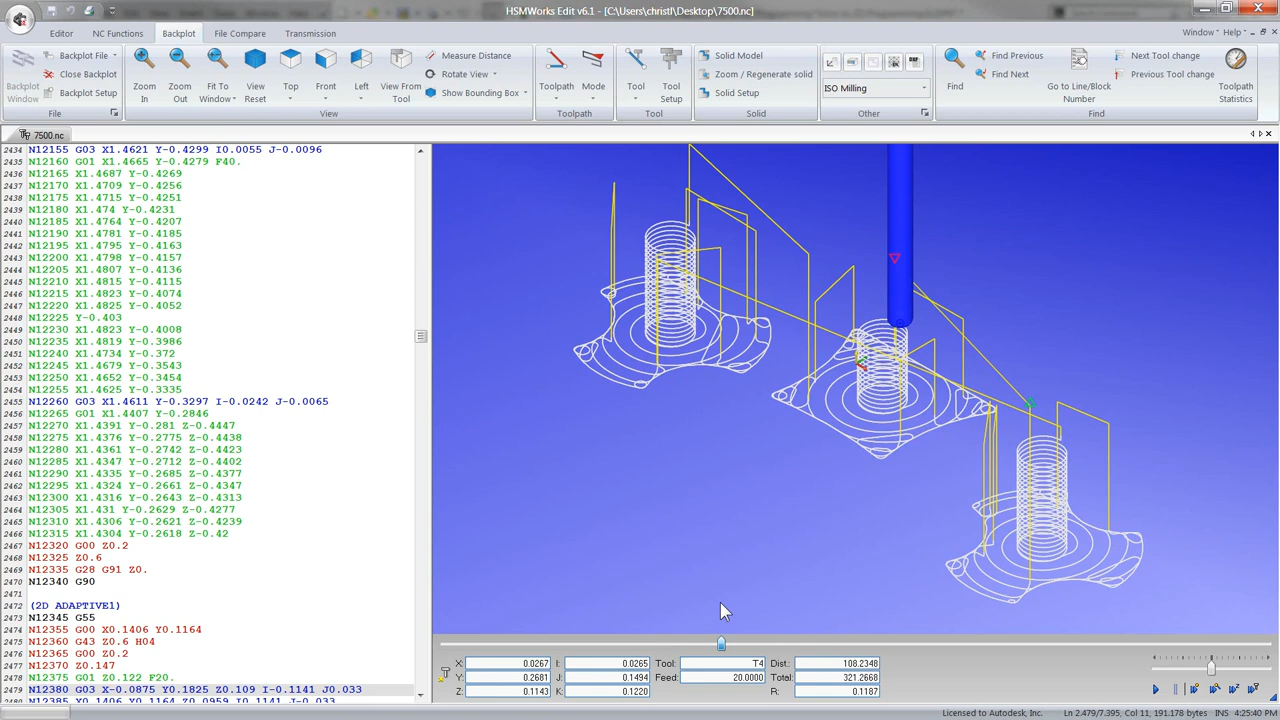 HSMWorks Edit v6.1 - [C:\Users\christl\Desktop\7500.nc]
Editor NC Functions Backplot File Compare Transmission Window Help
Backplot Window
Backplot File
Close Backplot
Backplot Setup
File
Zoom In
Zoom Out
Fit To Window
View Reset
Top
Front
Left
View From Tool
Measure Distance
Rotate View
Show Bounding Box
View
Toolpath
Mode
Toolpath
Tool
Tool Setup
Tool
Solid Model
Zoom / Regenerate solid
Solid Setup
Solid
ISO Milling
Other
Find
Find Previous
Find Next
Go to Line/Block Number
Next Tool change
Previous Tool change
Find
Toolpath Statistics
7500.nc
2434 N12155 G03 X1.4621 Y-0.4299 I0.0055 J-0.0096
2435 N12160 G01 X1.4665 Y-0.4279 F40.
2436 N12165 X1.4687 Y-0.4269
2437 N12170 X1.4709 Y-0.4256
2438 N12175 X1.4715 Y-0.4251
2439 N12180 X1.474 Y-0.4231
2440 N12185 X1.4764 Y-0.4207
2441 N12190 X1.4781 Y-0.4185
2442 N12195 X1.4795 Y-0.4163
2443 N12200 X1.4798 Y-0.4157
2444 N12205 X1.4807 Y-0.4136
2445 N12210 X1.4815 Y-0.4115
2446 N12215 X1.4823 Y-0.4074
2447 N12220 X1.4825 Y-0.4052
2448 N12225 Y-0.403
2449 N12230 X1.4823 Y-0.4008
2450 N12235 X1.4819 Y-0.3986
2451 N12240 X1.4734 Y-0.372
2452 N12245 X1.4679 Y-0.3543
2453 N12250 X1.4652 Y-0.3454
2454 N12255 X1.4625 Y-0.3335
2455 N12260 G03 X1.4611 Y-0.3297 I-0.0242 J-0.0065
2456 N12265 G01 X1.4407 Y-0.2846
2457 N12270 X1.4391 Y-0.281 Z-0.4447
2458 N12275 X1.4376 Y-0.2775 Z-0.4438
2459 N12280 X1.4361 Y-0.2742 Z-0.4423
2460 N12285 X1.4347 Y-0.2712 Z-0.4402
2461 N12290 X1.4335 Y-0.2685 Z-0.4377
2462 N12295 X1.4324 Y-0.2661 Z-0.4347
2463 N12300 X1.4316 Y-0.2643 Z-0.4313
2464 N12305 X1.431 Y-0.2629 Z-0.4277
2465 N12310 X1.4306 Y-0.2621 Z-0.4239
2466 N12315 X1.4304 Y-0.2618 Z-0.42
2467 N12320 G00 Z0.2
2468 N12325 Z0.6
2469 N12335 G28 G91 Z0.
2470 N12340 G90
2471
2472 (2D ADAPTIVE1)
2473 N12345 G55
2474 N12355 G00 X0.1406 Y0.1164
2475 N12360 G43 Z0.6 H04
2476 N12365 G00 Z0.2
2477 N12370 Z0.147
2478 N12375 G01 Z0.122 F20.
2479 N12380 G03 X-0.0875 Y0.1825 Z0.109 I-0.1141 J0.033
2480 N12385 X0.1406 Y0.1164 Z0.0959 I0.1141 J-0.033
X: 0.0267 I: 0.0265 Tool: T4 Dist.: 108.2348
Y: 0.2681 J: 0.1494 Feed: 20.0000 Total: 321.2668
Z: 0.1143 K: 0.1220 R: 0.1187
Licensed to Autodesk, Inc. Ln 2.479/7.395, Col 11, 191.178 bytes INS 4:25:40 PM